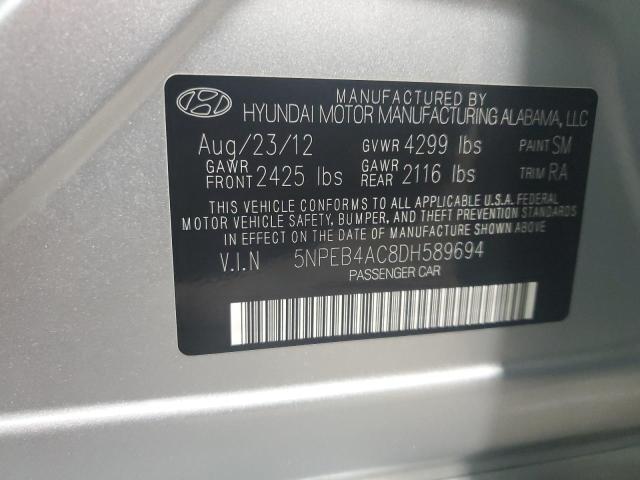 MANUFACTURED BY
HYUNDAI MOTOR MANUFACTURING ALABAMA, LLC
Aug/23/12 GVWR 4299 lbs PAINT SM
GAWR FRONT 2425 lbs GAWR REAR 2116 lbs TRIM RA
THIS VEHICLE CONFORMS TO ALL APPLICABLE U.S.A. FEDERAL
MOTOR VEHICLE SAFETY, BUMPER, AND THEFT PREVENTION STANDARDS
IN EFFECT ON THE DATE OF MANUFACTURE SHOWN ABOVE
V.I.N 5NPEB4AC8DH589694
PASSENGER CAR